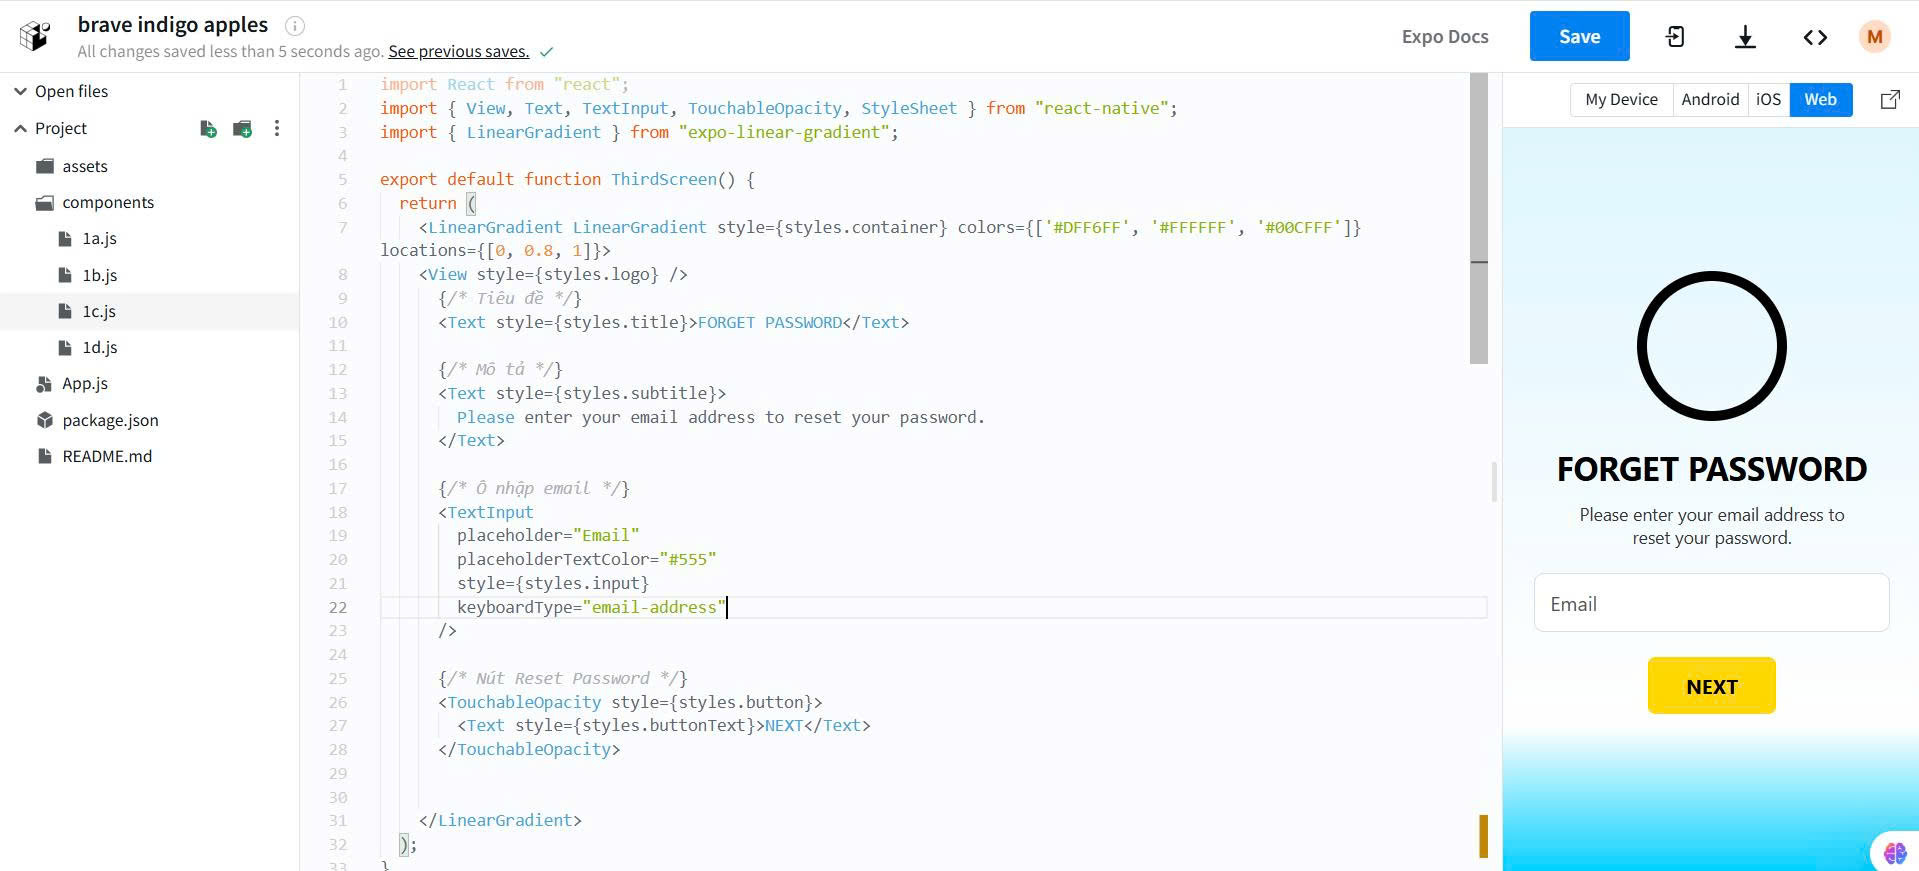 brave indigo apples
All changes saved less than 5 seconds ago. See previous saves.
Expo Docs
Save
M
Open files
Project
assets
components
1a.js
1b.js
1c.js
1d.js
App.js
package.json
README.md
1 import React from "react";
2 import { View, Text, TextInput, TouchableOpacity, StyleSheet } from "react-native";
3 import { LinearGradient } from "expo-linear-gradient";
4
5 export default function ThirdScreen() {
6 return (
7 <LinearGradient LinearGradient style={styles.container} colors={['#DFF6FF', '#FFFFFF', '#00CFFF']}
locations={[0, 0.8, 1]}>
8 <View style={styles.logo} />
9 {/* Tiêu đề */}
10 <Text style={styles.title}>FORGET PASSWORD</Text>
11
12 {/* Mô tả */}
13 <Text style={styles.subtitle}>
14 Please enter your email address to reset your password.
15 </Text>
16
17 {/* Ô nhập email */}
18 <TextInput
19 placeholder="Email"
20 placeholderTextColor="#555"
21 style={styles.input}
22 keyboardType="email-address"
23 />
24
25 {/* Nút Reset Password */}
26 <TouchableOpacity style={styles.button}>
27 <Text style={styles.buttonText}>NEXT</Text>
28 </TouchableOpacity>
29
30
31 </LinearGradient>
32 );
33 }
My Device
Android
iOS
Web
FORGET PASSWORD
Please enter your email address to
reset your password.
Email
NEXT